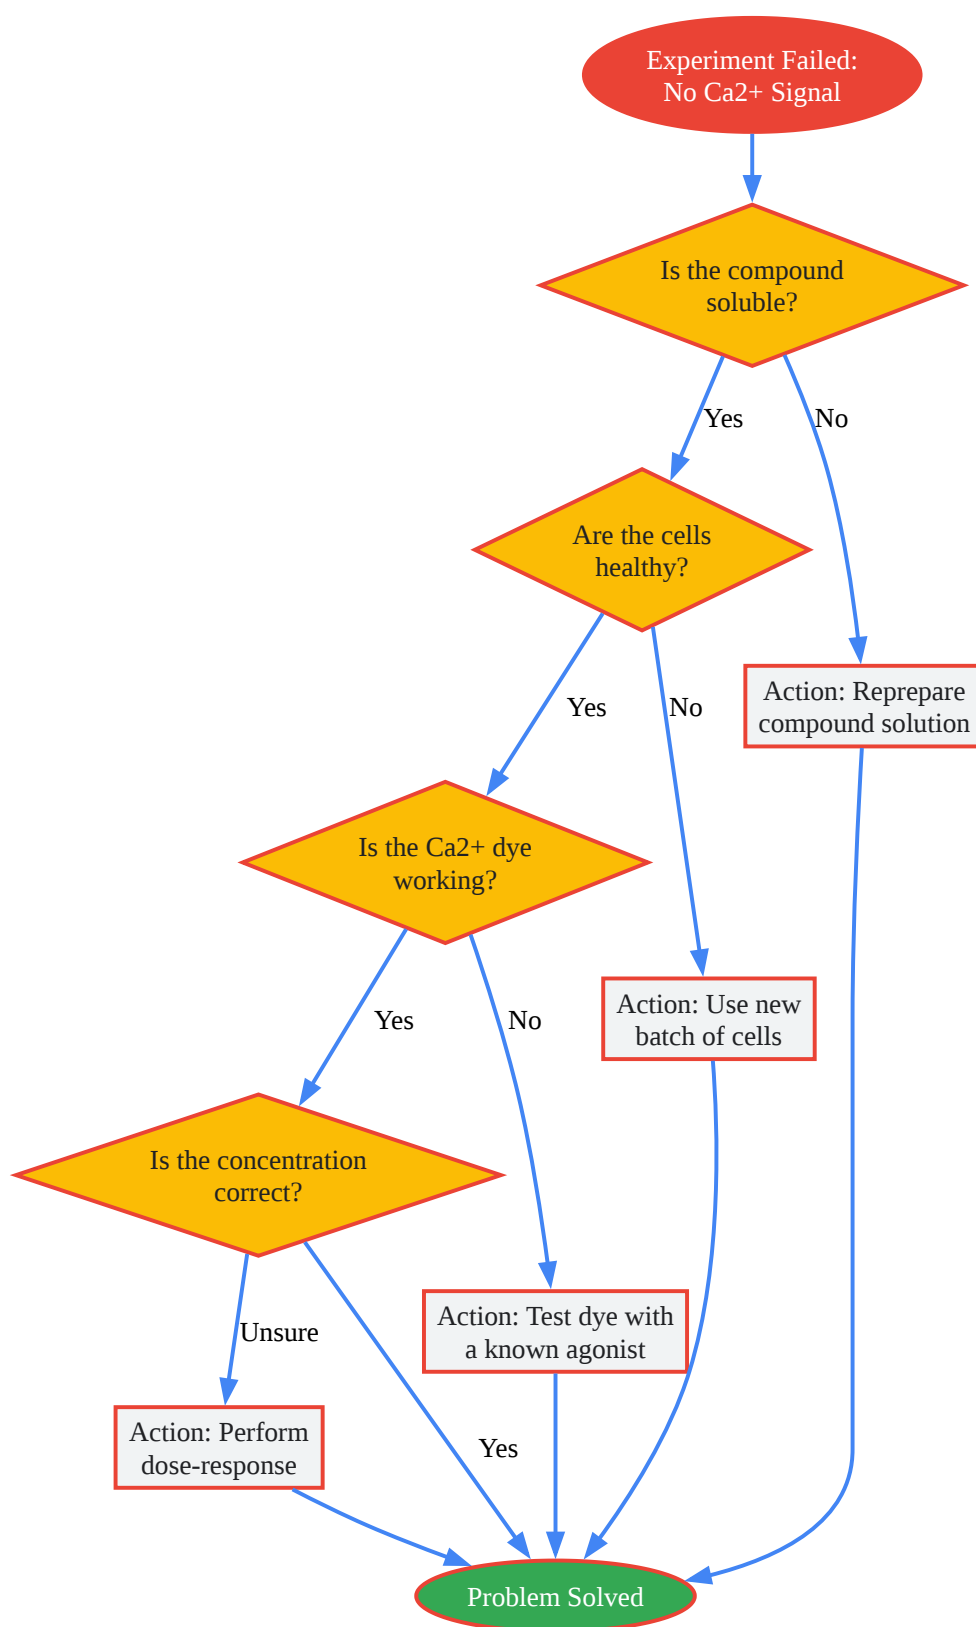 Experiment Failed:
No Ca2+ Signal
Is the compound
soluble?
Yes
No
Are the cells
healthy?
Action: Reprepare
compound solution
Yes
No
Is the Ca2+ dye
working?
Action: Use new
batch of cells
Yes
No
Is the concentration
correct?
Action: Test dye with
a known agonist
Unsure
Action: Perform
dose-response
Yes
Problem Solved